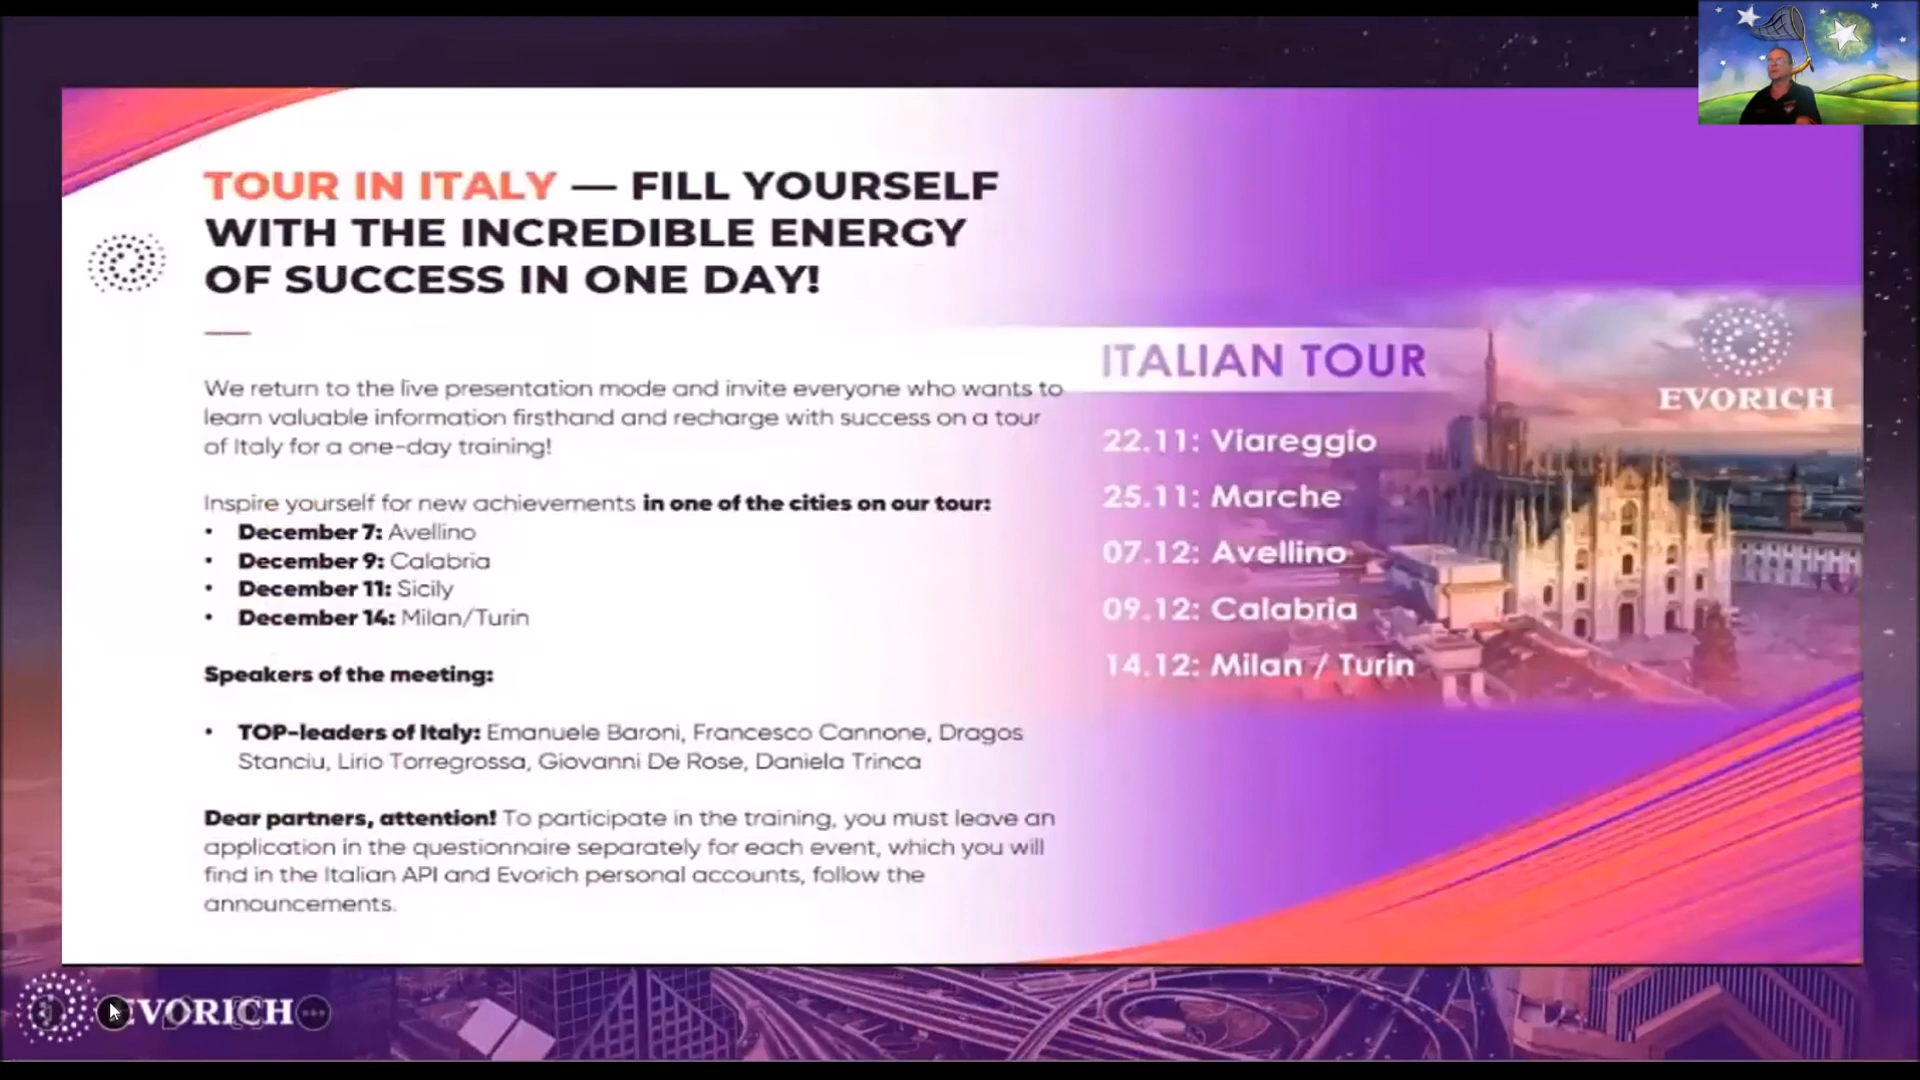 TOUR IN ITALY — FILL YOURSELF
WITH THE INCREDIBLE ENERGY
OF SUCCESS IN ONE DAY!
We return to the live presentation mode and invite everyone who wants to
learn valuable information firsthand and recharge with success on a tour
of Italy for a one-day training!
Inspire yourself for new achievements in one of the cities on our tour:
• December 7: Avellino
• December 9: Calabria
• December 11: Sicily
• December 14: Milan/Turin
Speakers of the meeting:
• TOP-leaders of Italy: Emanuele Baroni, Francesco Cannone, Dragos
Stanciu, Lirio Torregrossa, Giovanni De Rose, Daniela Trinca
Dear partners, attention! To participate in the training, you must leave an
application in the questionnaire separately for each event, which you will
find in the Italian API and Evorich personal accounts, follow the
announcements.
ITALIAN TOUR
22.11: Viareggio
25.11: Marche
07.12: Avellino
09.12: Calabria
14.12: Milan / Turin
EVORICH
EVORICH